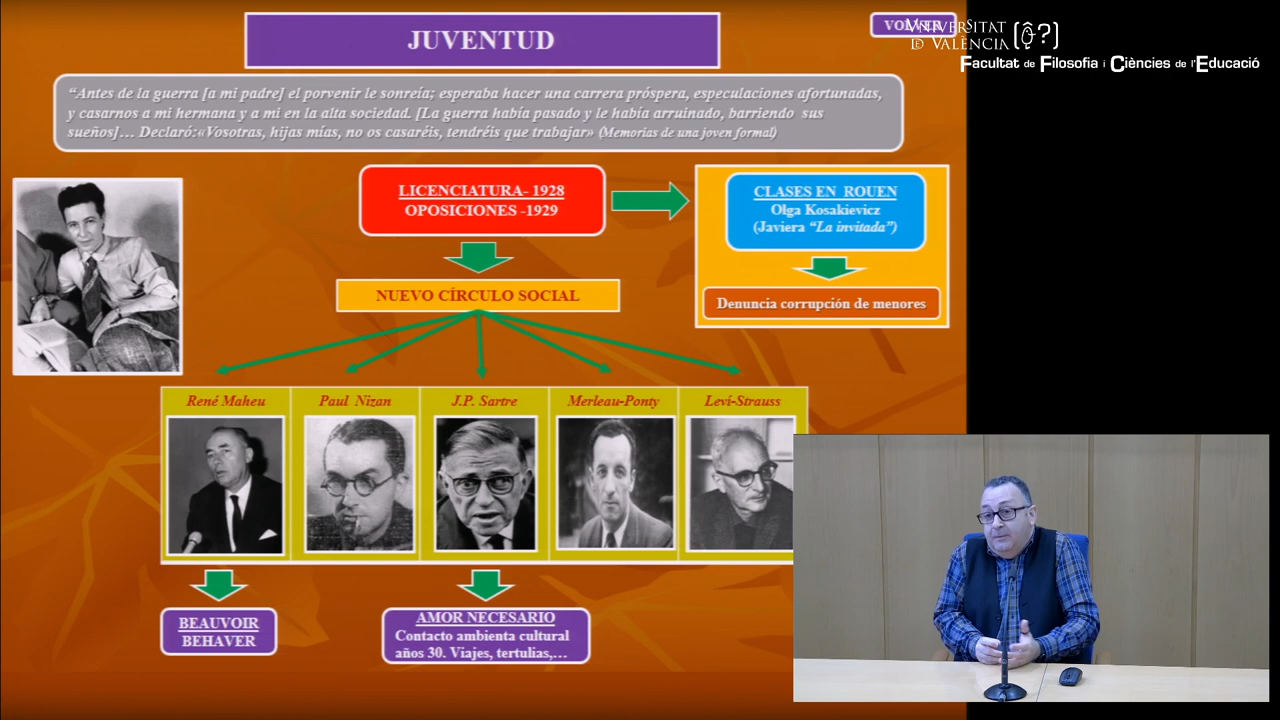 JUVENTUD
VOLVER
VNIVERSITAT
DE VALÈNCIA
Facultat de Filosofia i Ciències de l'Educació
“Antes de la guerra [a mi padre] el porvenir le sonreía; esperaba hacer una carrera próspera, especulaciones afortunadas,
y casarnos a mi hermana y a mi en la alta sociedad. [La guerra había pasado y le había arruinado, barriendo sus
sueños]… Declaró:«Vosotras, hijas mías, no os casaréis, tendréis que trabajar» (Memorias de una joven formal)
LICENCIATURA- 1928
OPOSICIONES -1929
CLASES EN ROUEN
Olga Kosakievicz
(Javiera “La invitada”)
Denuncia corrupción de menores
NUEVO CÍRCULO SOCIAL
René Maheu
Paul Nizan
J.P. Sartre
Merleau-Ponty
Leví-Strauss
BEAUVOIR
BEHAVER
AMOR NECESARIO
Contacto ambienta cultural
años 30. Viajes, tertulias,…